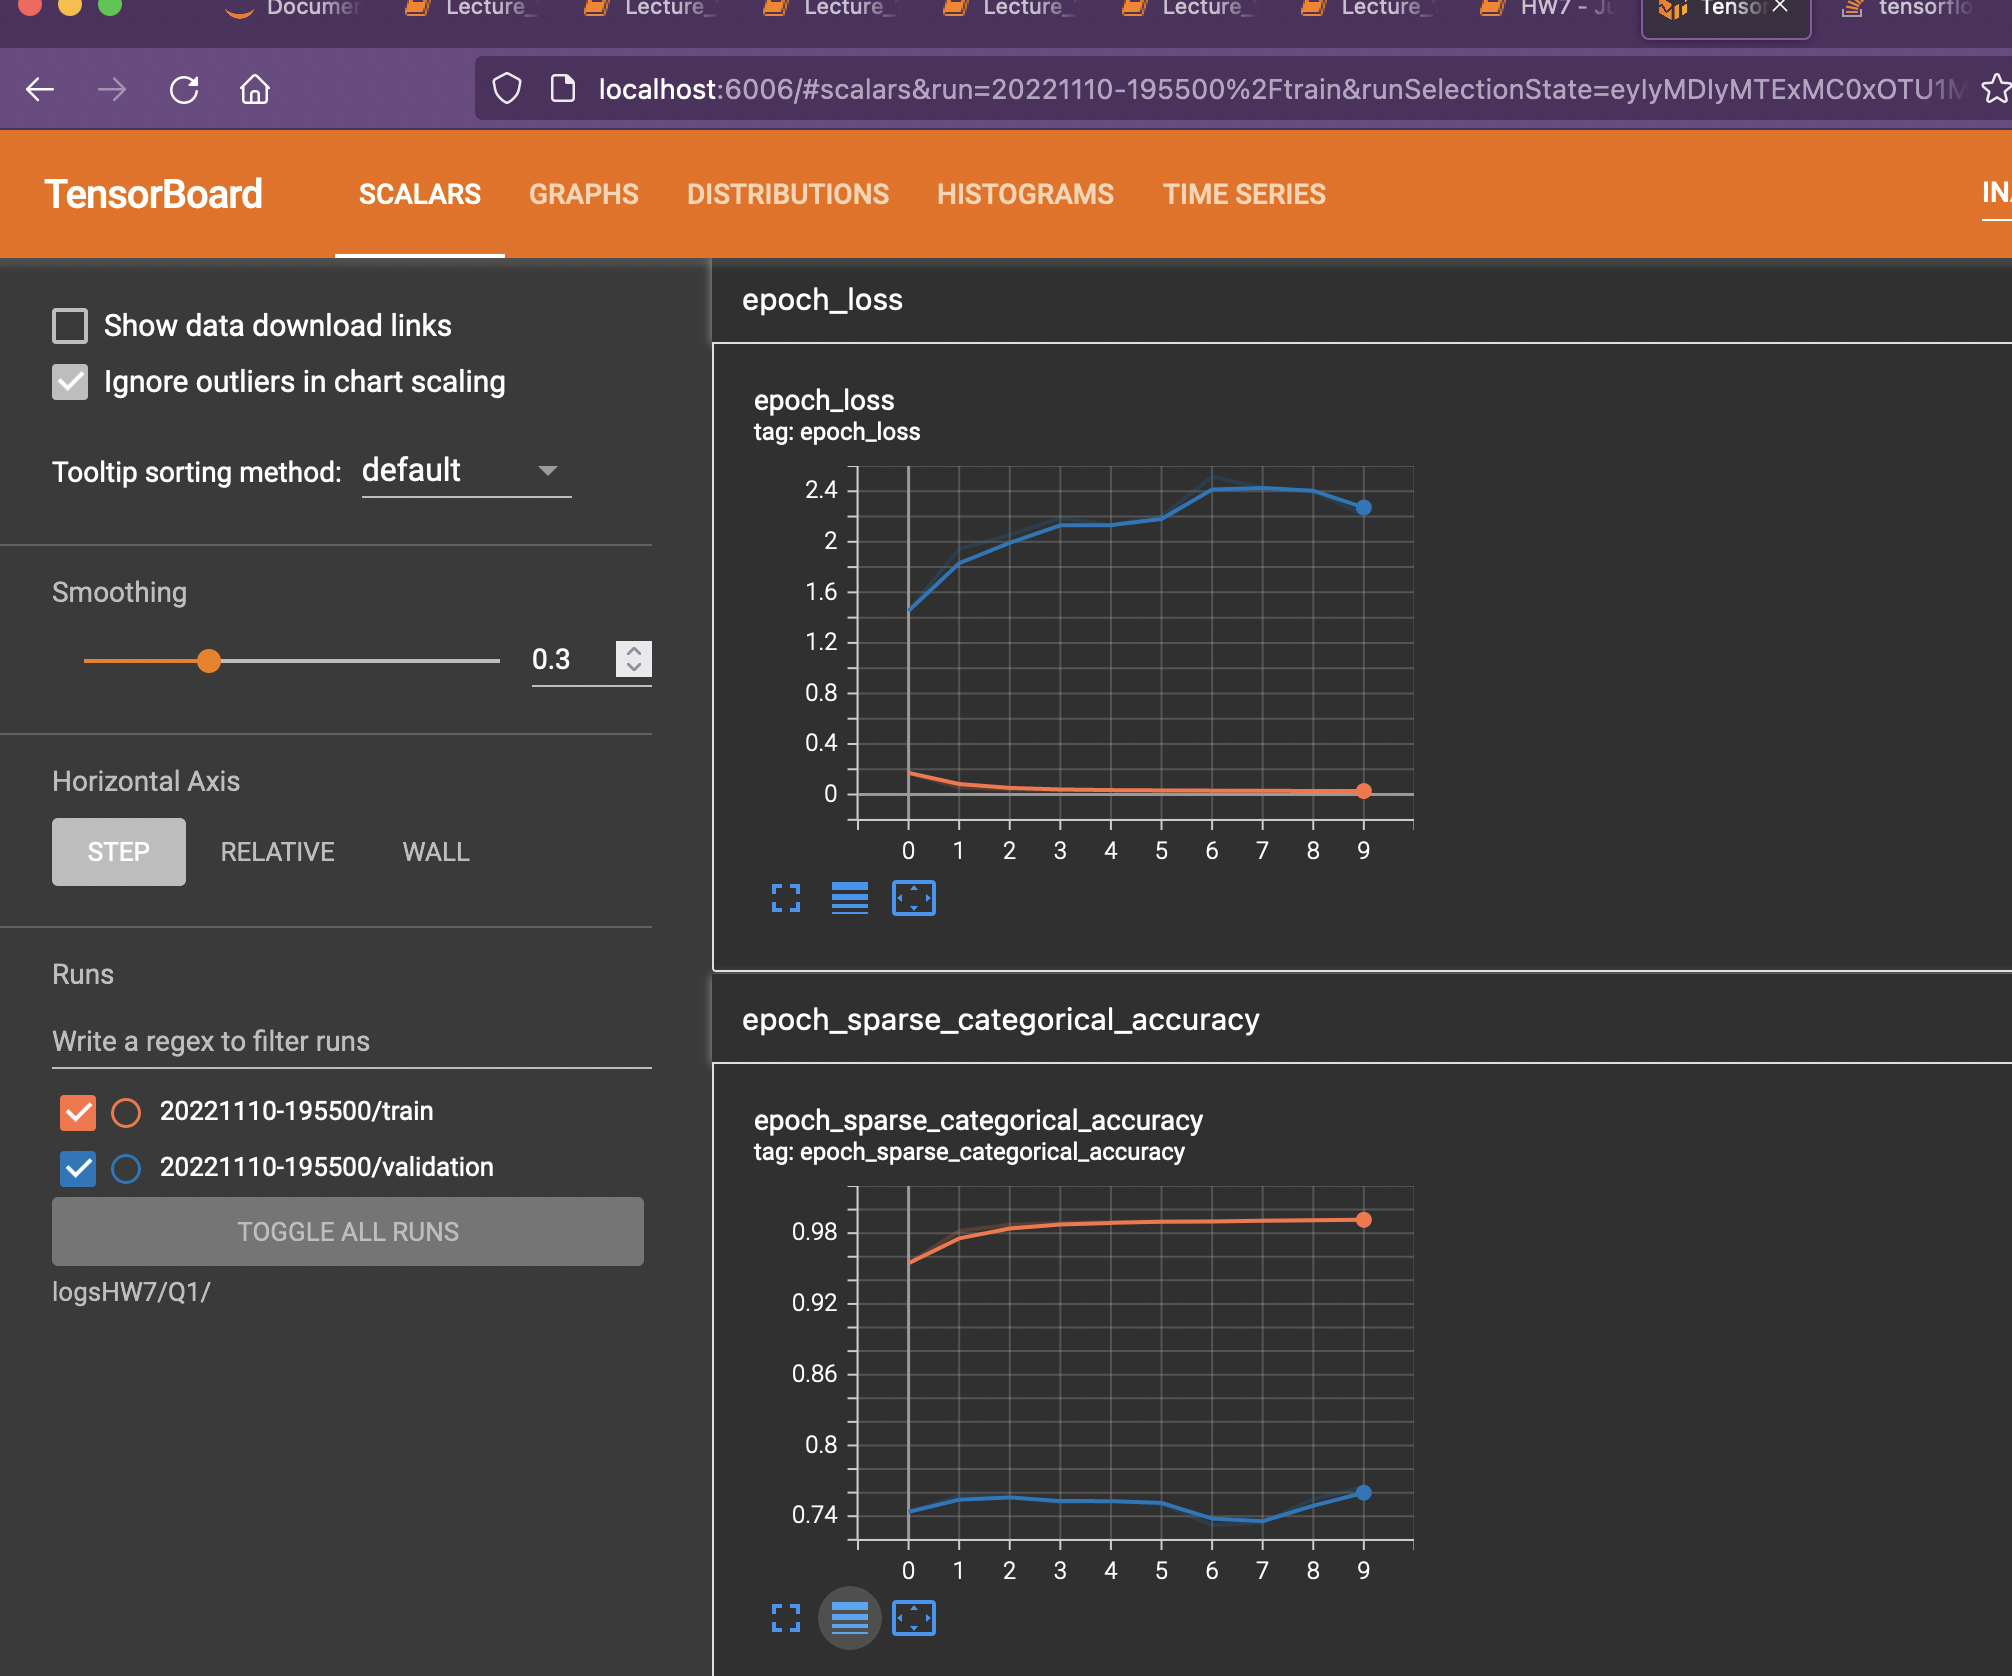 Documen
Lecture_
Lecture_
Lecture_
Lecture_
Lecture_
Lecture_
HW7 - Ju
Tenso
tensorflo
localhost:6006/#scalars&run=20221110-195500%2Ftrain&runSelectionState=eyIyMDIyMTExMC0xOTU1M
TensorBoard
SCALARS
GRAPHS
DISTRIBUTIONS
HISTOGRAMS
TIME SERIES
INA
Show data download links
Ignore outliers in chart scaling
Tooltip sorting method: default
Smoothing
0.3
Horizontal Axis
STEP
RELATIVE
WALL
Runs
Write a regex to filter runs
20221110-195500/train
20221110-195500/validation
TOGGLE ALL RUNS
logsHW7/Q1/
epoch_loss
epoch_loss
tag: epoch_loss
2.4
2
1.6
1.2
0.8
0.4
0
0 1 2 3 4 5 6 7 8 9
epoch_sparse_categorical_accuracy
epoch_sparse_categorical_accuracy
tag: epoch_sparse_categorical_accuracy
0.98
0.92
0.86
0.8
0.74
0 1 2 3 4 5 6 7 8 9